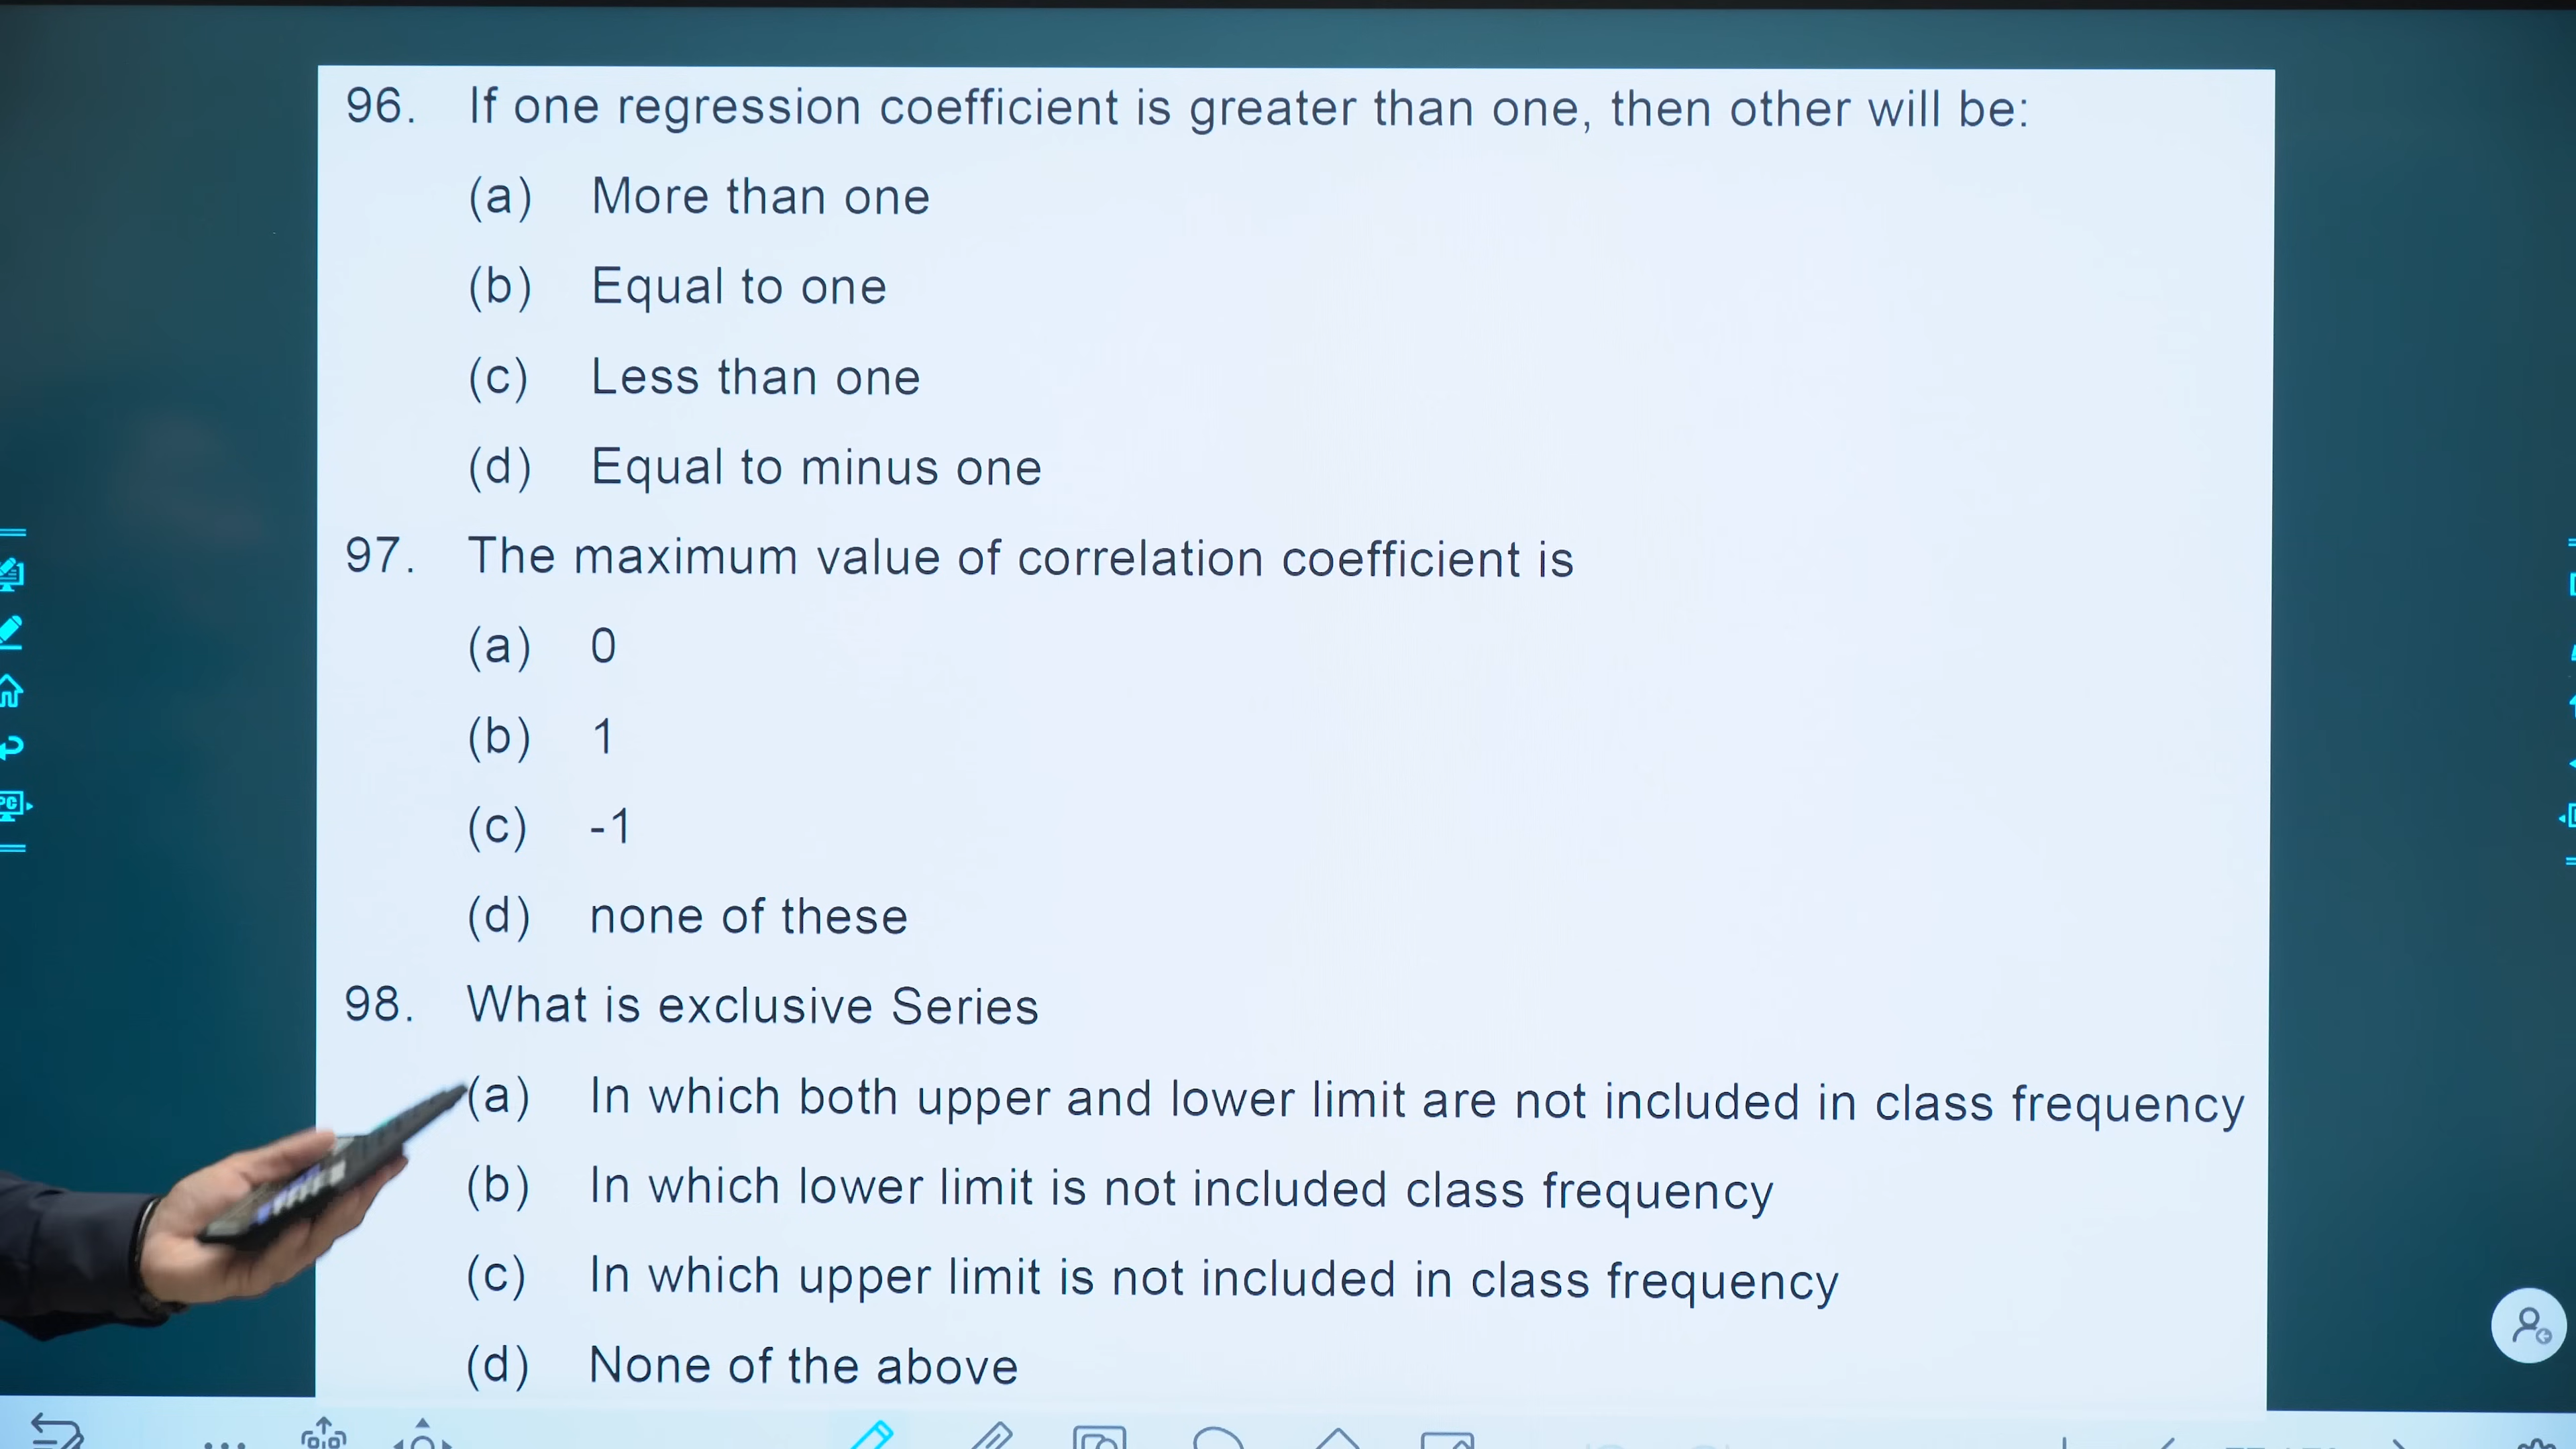 96. If one regression coefficient is greater than one, then other will be:
(a) More than one
(b) Equal to one
(c) Less than one
(d) Equal to minus one
97. The maximum value of correlation coefficient is
(a) 0
(b) 1
(c) -1
(d) none of these
98. What is exclusive Series
(a) In which both upper and lower limit are not included in class frequency
(b) In which lower limit is not included class frequency
(c) In which upper limit is not included in class frequency
(d) None of the above